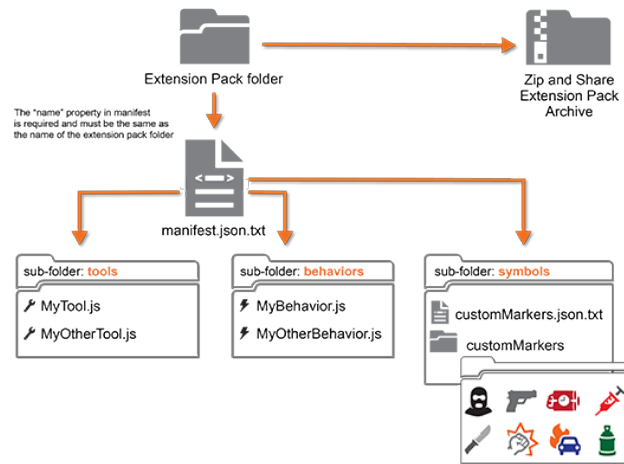 Extension Pack folder
Zip and Share
Extension Pack
Archive
The "name" property in manifest
is required and must be the same as
the name of the extension pack folder
manifest.json.txt
sub-folder: tools
MyTool.js
MyOtherTool.js
sub-folder: behaviors
MyBehavior.js
MyOtherBehavior.js
sub-folder: symbols
customMarkers.json.txt
customMarkers